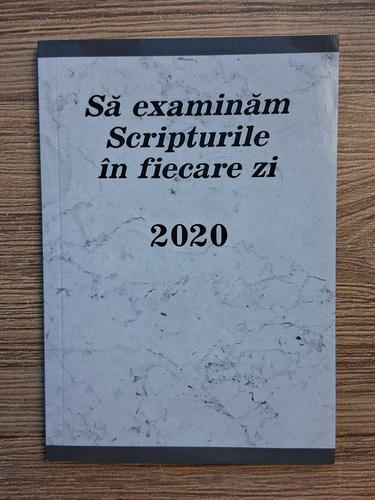 Să examinăm
Scripturile
în fiecare zi
2020